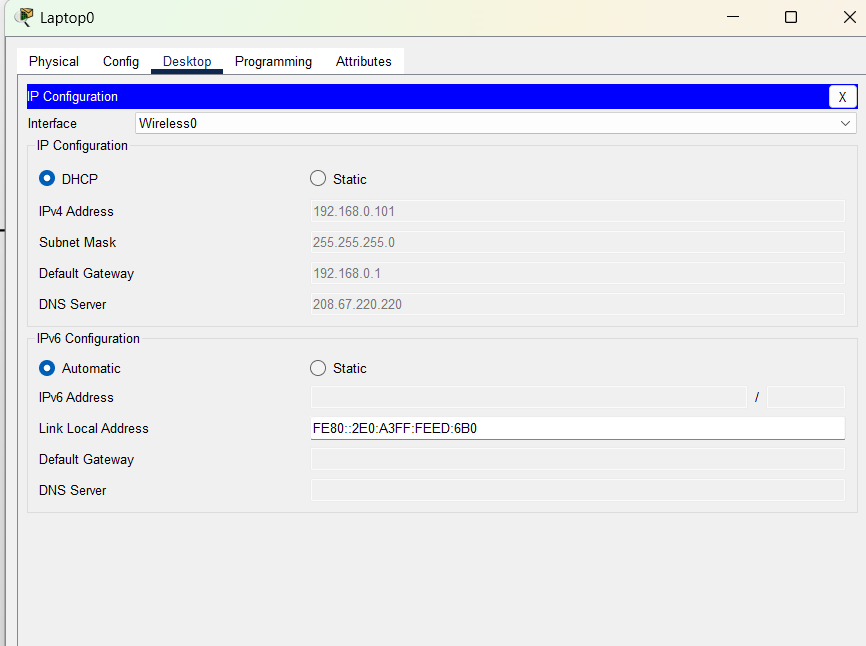 Laptop0
Physical Config Desktop Programming Attributes
IP Configuration X
Interface Wireless0
IP Configuration
DHCP Static
IPv4 Address 192.168.0.101
Subnet Mask 255.255.255.0
Default Gateway 192.168.0.1
DNS Server 208.67.220.220
IPv6 Configuration
Automatic Static
IPv6 Address /
Link Local Address FE80::2E0:A3FF:FEED:6B0
Default Gateway
DNS Server